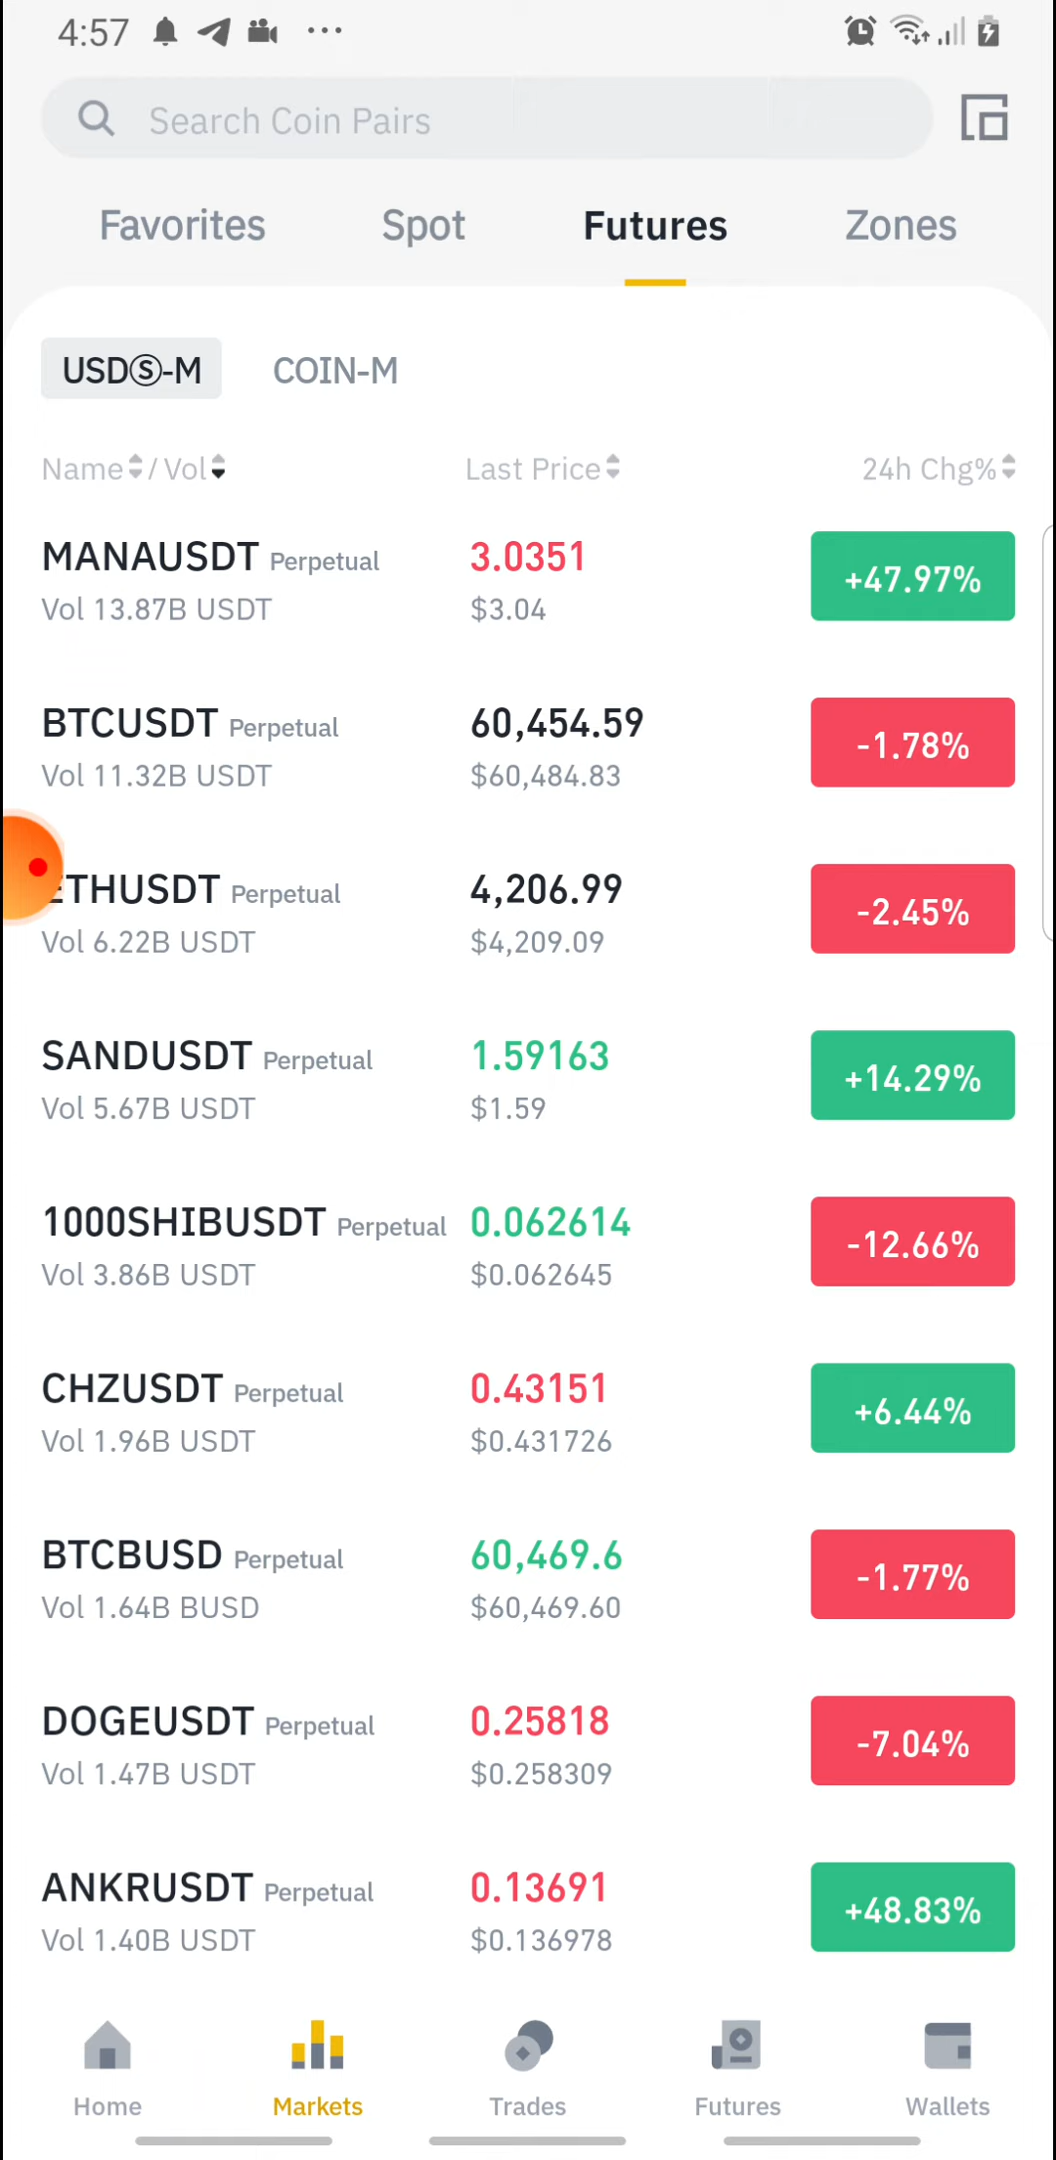 4:57
Search Coin Pairs
Favorites Spot Futures Zones
USDⓈ-M COIN-M
Name / Vol Last Price 24h Chg%
MANAUSDT Perpetual 3.0351 +47.97%
Vol 13.87B USDT $3.04
BTCUSDT Perpetual 60,454.59 -1.78%
Vol 11.32B USDT $60,484.83
ETHUSDT Perpetual 4,206.99 -2.45%
Vol 6.22B USDT $4,209.09
SANDUSDT Perpetual 1.59163 +14.29%
Vol 5.67B USDT $1.59
1000SHIBUSDT Perpetual 0.062614 -12.66%
Vol 3.86B USDT $0.062645
CHZUSDT Perpetual 0.43151 +6.44%
Vol 1.96B USDT $0.431726
BTCBUSD Perpetual 60,469.6 -1.77%
Vol 1.64B BUSD $60,469.60
DOGEUSDT Perpetual 0.25818 -7.04%
Vol 1.47B USDT $0.258309
ANKRUSDT Perpetual 0.13691 +48.83%
Vol 1.40B USDT $0.136978
Home Markets Trades Futures Wallets